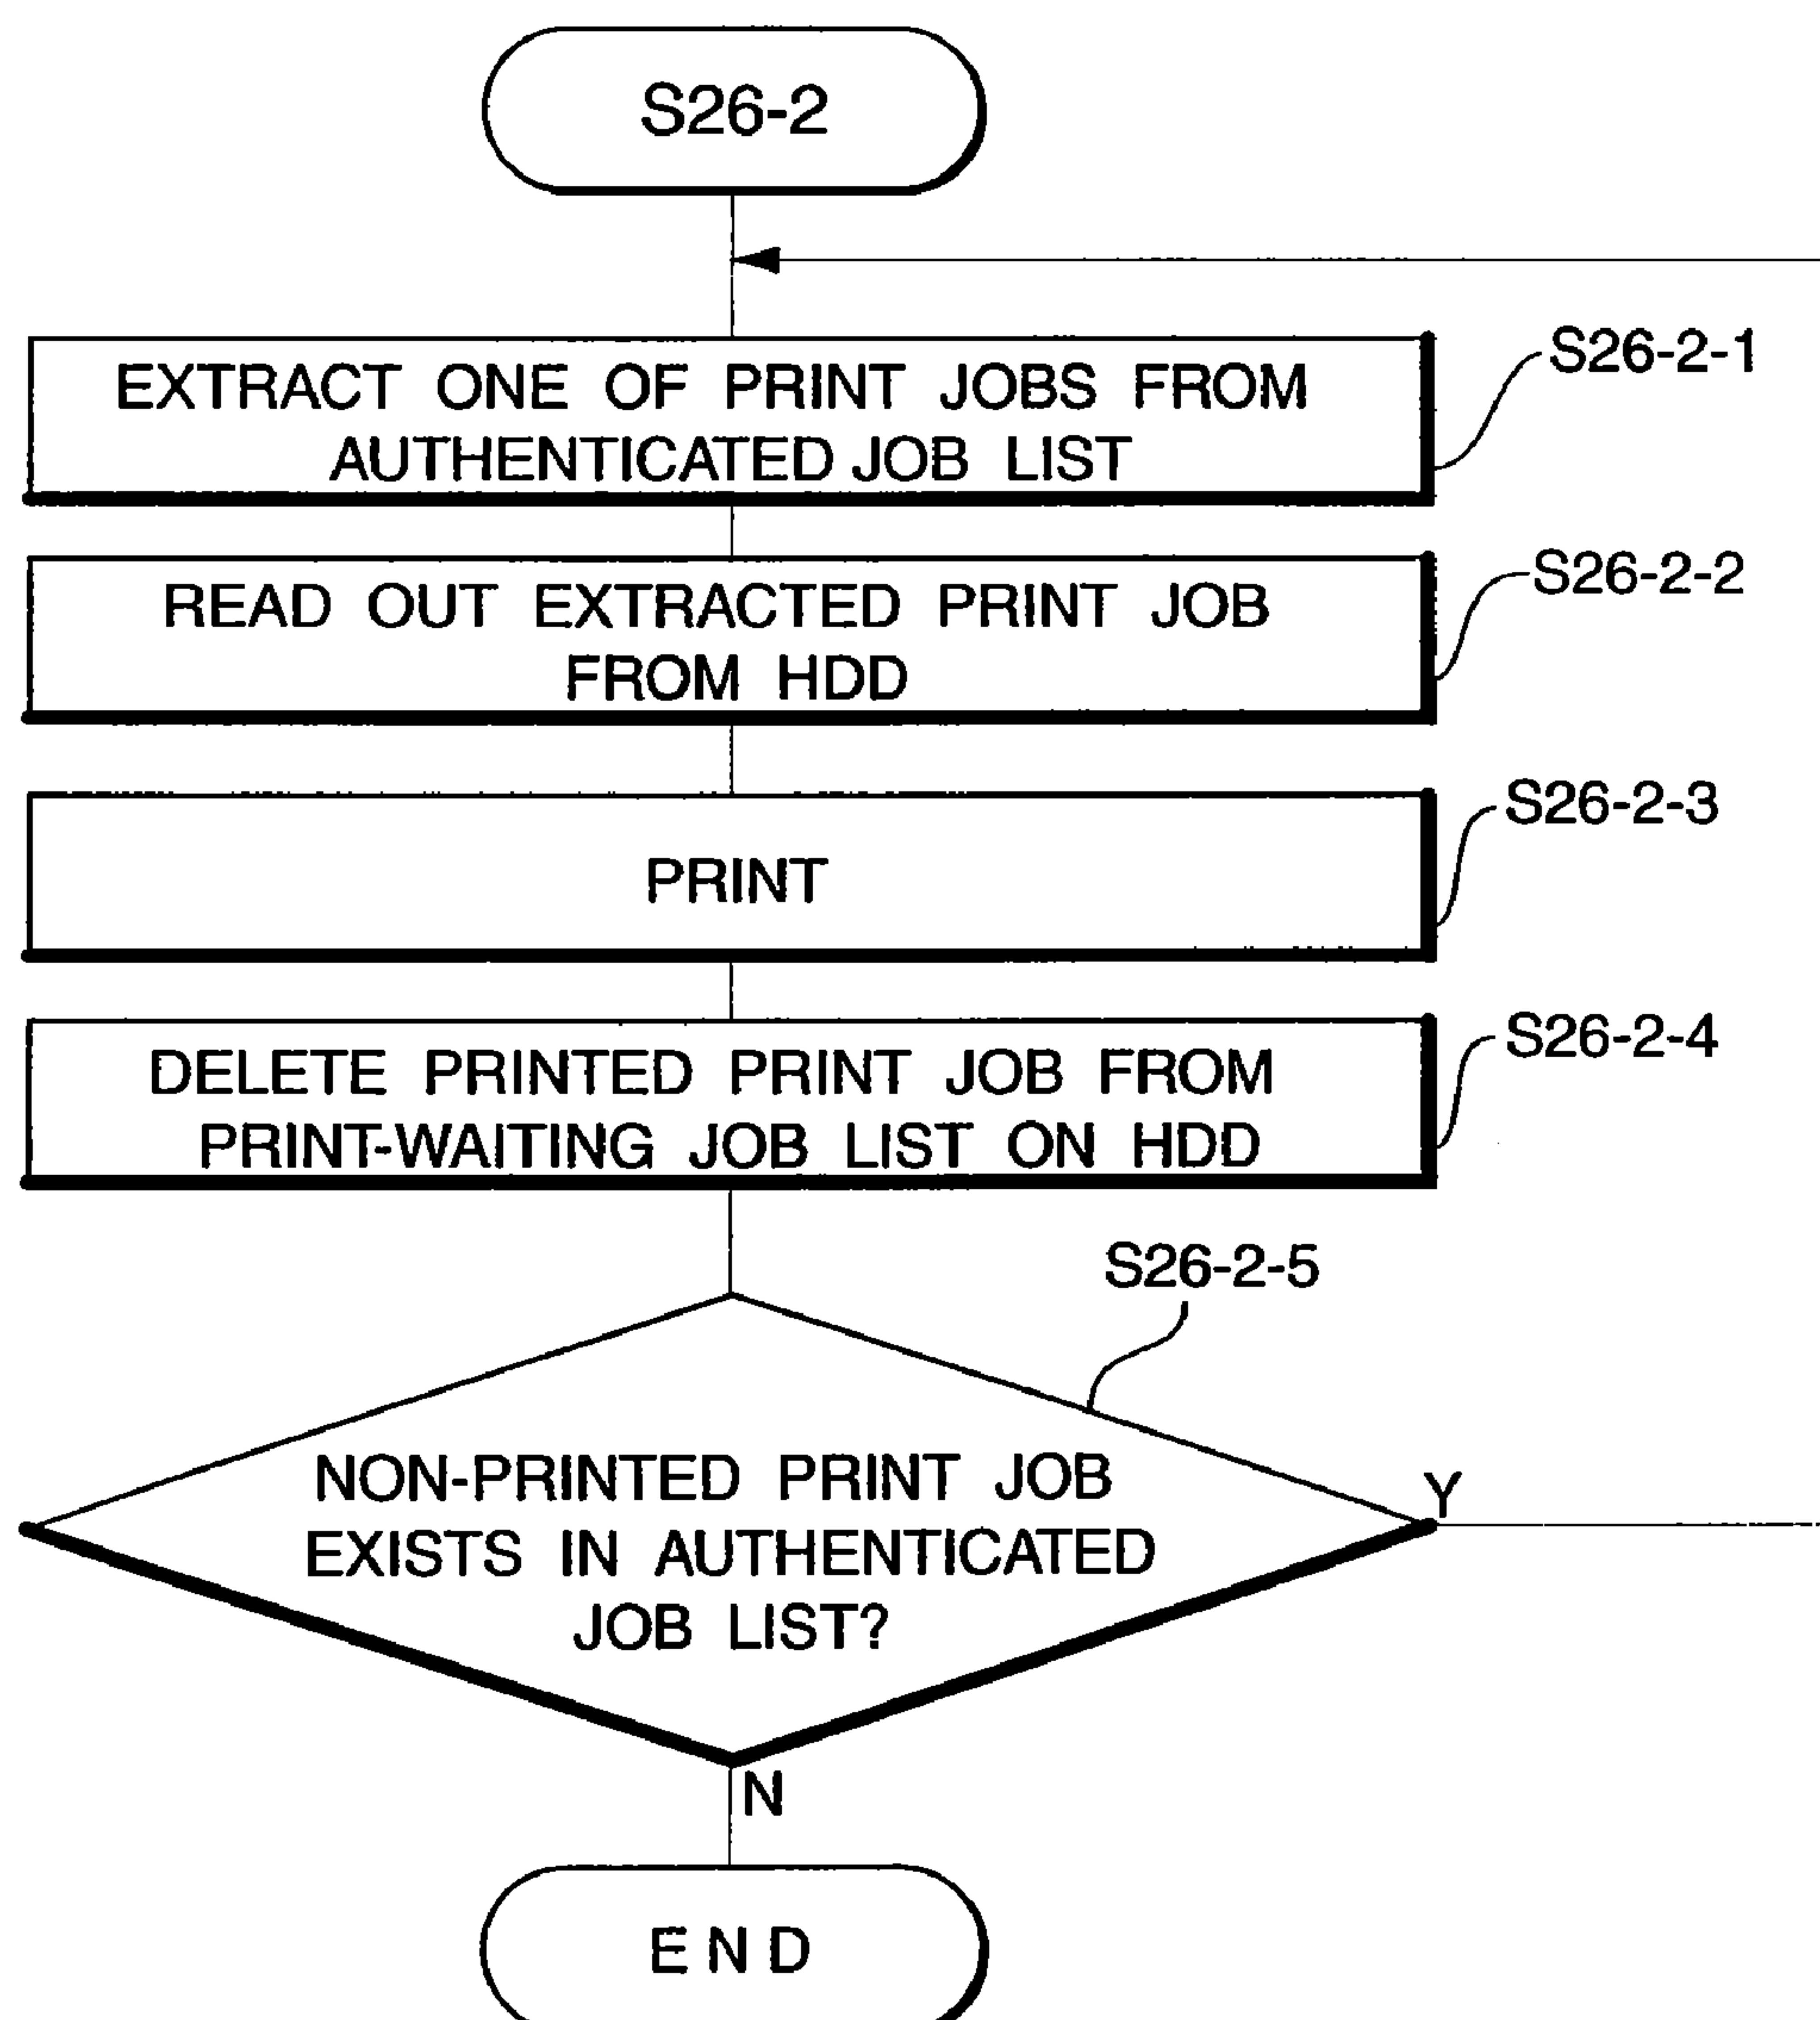 S26-2
EXTRACT ONE OF PRINT JOBS FROM
AUTHENTICATED JOB LIST
S26-2-1
READ OUT EXTRACTED PRINT JOB
FROM HDD
S26-2-2
PRINT
S26-2-3
DELETE PRINTED PRINT JOB FROM
PRINT-WAITING JOB LIST ON HDD
S26-2-4
S26-2-5
NON-PRINTED PRINT JOB
EXISTS IN AUTHENTICATED
JOB LIST?
Y
N
END